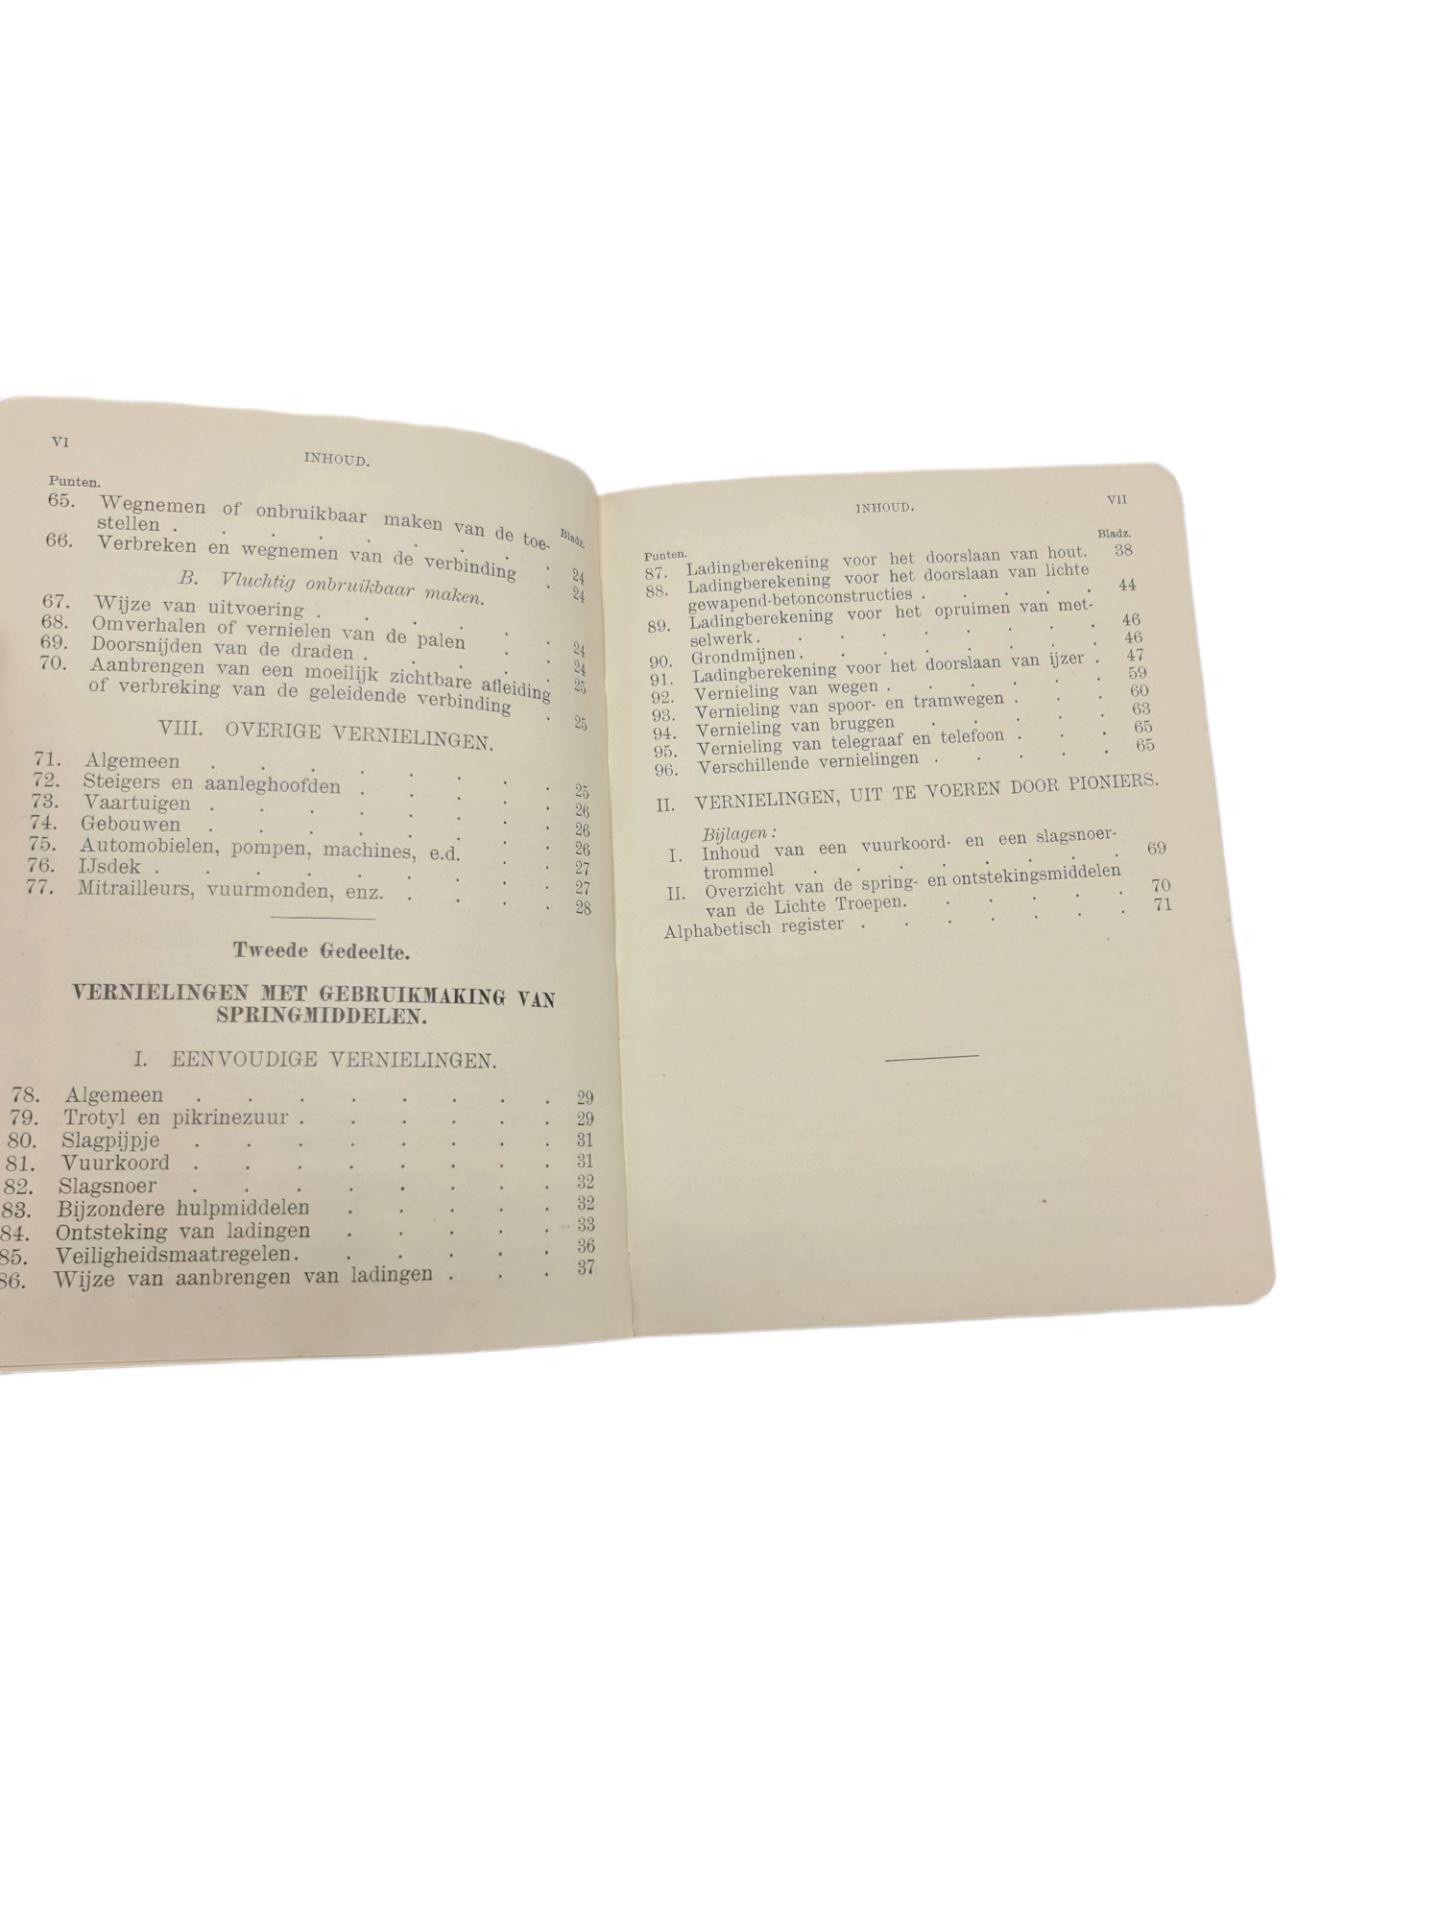 VI
INHOUD.
Punten.
Bladz.
65. Wegnemen of onbruikbaar maken van de toe-
stellen . . . . . . . . 24
66. Verbreken en wegnemen van de verbinding . 24
B. Vluchtig onbruikbaar maken.
67. Wijze van uitvoering . . . . . . 24
68. Omverhalen of vernielen van de palen . . 24
69. Doorsnijden van de draden . . . . . 25
70. Aanbrengen van een moeilijk zichtbare afleiding
of verbreking van de geleidende verbinding . 25
VIII. OVERIGE VERNIELINGEN.
71. Algemeen . . . . . . . . 25
72. Steigers en aanleghoofden . . . . . 26
73. Vaartuigen . . . . . . . . 26
74. Gebouwen . . . . . . . . 26
75. Automobielen, pompen, machines, e.d. . . 27
76. IJsdek . . . . . . . . . 27
77. Mitrailleurs, vuurmonden, enz. . . . . 28
Tweede Gedeelte.
VERNIELINGEN MET GEBRUIKMAKING VAN
SPRINGMIDDELEN.
I. EENVOUDIGE VERNIELINGEN.
78. Algemeen . . . . . . . . 29
79. Trotyl en pikrinezuur . . . . . . 29
80. Slagpijpje . . . . . . . . 31
81. Vuurkoord . . . . . . . . 31
82. Slagsnoer . . . . . . . . 32
83. Bijzondere hulpmiddelen . . . . . 32
84. Ontsteking van ladingen . . . . . 33
85. Veiligheidsmaatregelen. . . . . . 36
86. Wijze van aanbrengen van ladingen . . . 37
INHOUD.
VII
Punten.
Bladz.
87. Ladingberekening voor het doorslaan van hout. 38
88. Ladingberekening voor het doorslaan van lichte
gewapend-betonconstructies . . . . . 44
89. Ladingberekening voor het opruimen van met-
selwerk. . . . . . . . . 46
90. Grondmijnen. . . . . . . . 46
91. Ladingberekening voor het doorslaan van ijzer . 47
92. Vernieling van wegen . . . . . . 59
93. Vernieling van spoor- en tramwegen . . . 60
94. Vernieling van bruggen . . . . . 63
95. Vernieling van telegraaf en telefoon . . . 65
96. Verschillende vernielingen . . . . . 65
II. VERNIELINGEN, UIT TE VOEREN DOOR PIONIERS.
Bijlagen:
I. Inhoud van een vuurkoord- en een slagsnoer-
trommel . . . . . . . . 69
II. Overzicht van de spring- en ontstekingsmiddelen
van de Lichte Troepen. . . . . . 70
Alphabetisch register . . . . . . . 71